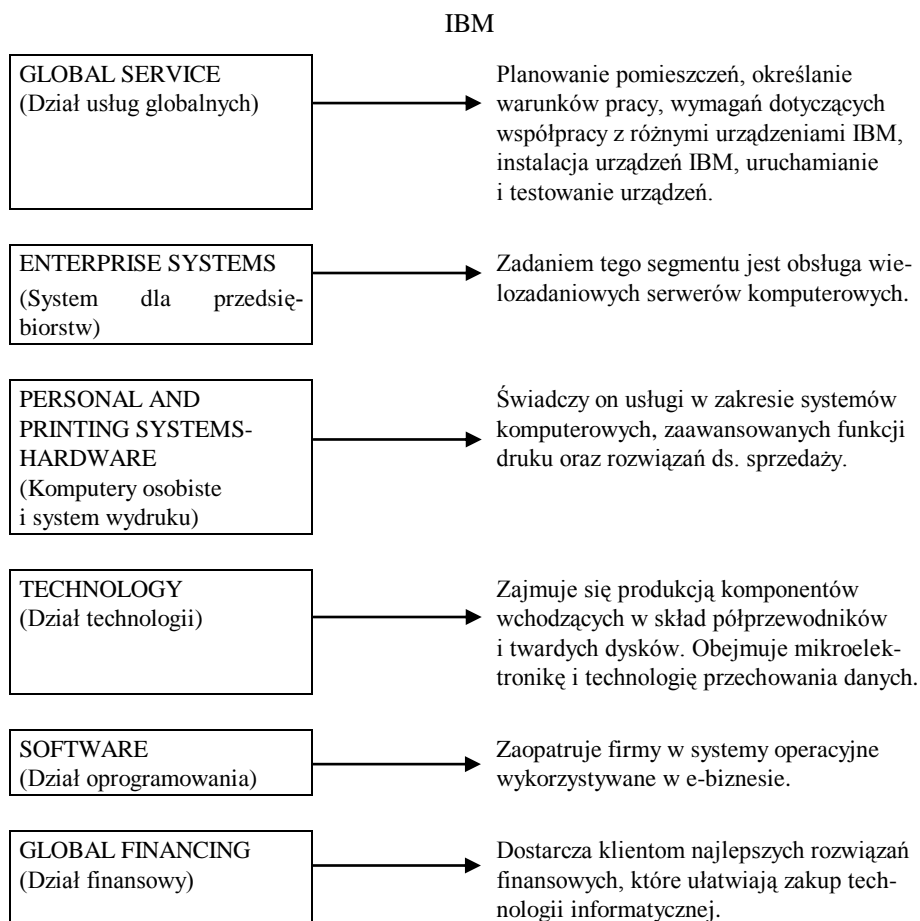 IBM
GLOBAL SERVICE
(Dział usług globalnych)
Planowanie pomieszczeń, określanie
warunków pracy, wymagań dotyczących
współpracy z różnymi urządzeniami IBM,
instalacja urządzeń IBM, uruchamianie
i testowanie urządzeń.
ENTERPRISE SYSTEMS
(System dla przedsię-
biorstw)
Zadaniem tego segmentu jest obsługa wie-
lozadaniowych serwerów komputerowych.
PERSONAL AND
PRINTING SYSTEMS-
HARDWARE
(Komputery osobiste
i system wydruku)
Świadczy on usługi w zakresie systemów
komputerowych, zaawansowanych funkcji
druku oraz rozwiązań ds. sprzedaży.
TECHNOLOGY
(Dział technologii)
Zajmuje się produkcją komponentów
wchodzących w skład półprzewodników
i twardych dysków. Obejmuje mikroelek-
tronikę i technologię przechowania danych.
SOFTWARE
(Dział oprogramowania)
Zaopatruje firmy w systemy operacyjne
wykorzystywane w e-biznesie.
GLOBAL FINANCING
(Dział finansowy)
Dostarcza klientom najlepszych rozwiązań
finansowych, które ułatwiają zakup tech-
nologii informatycznej.